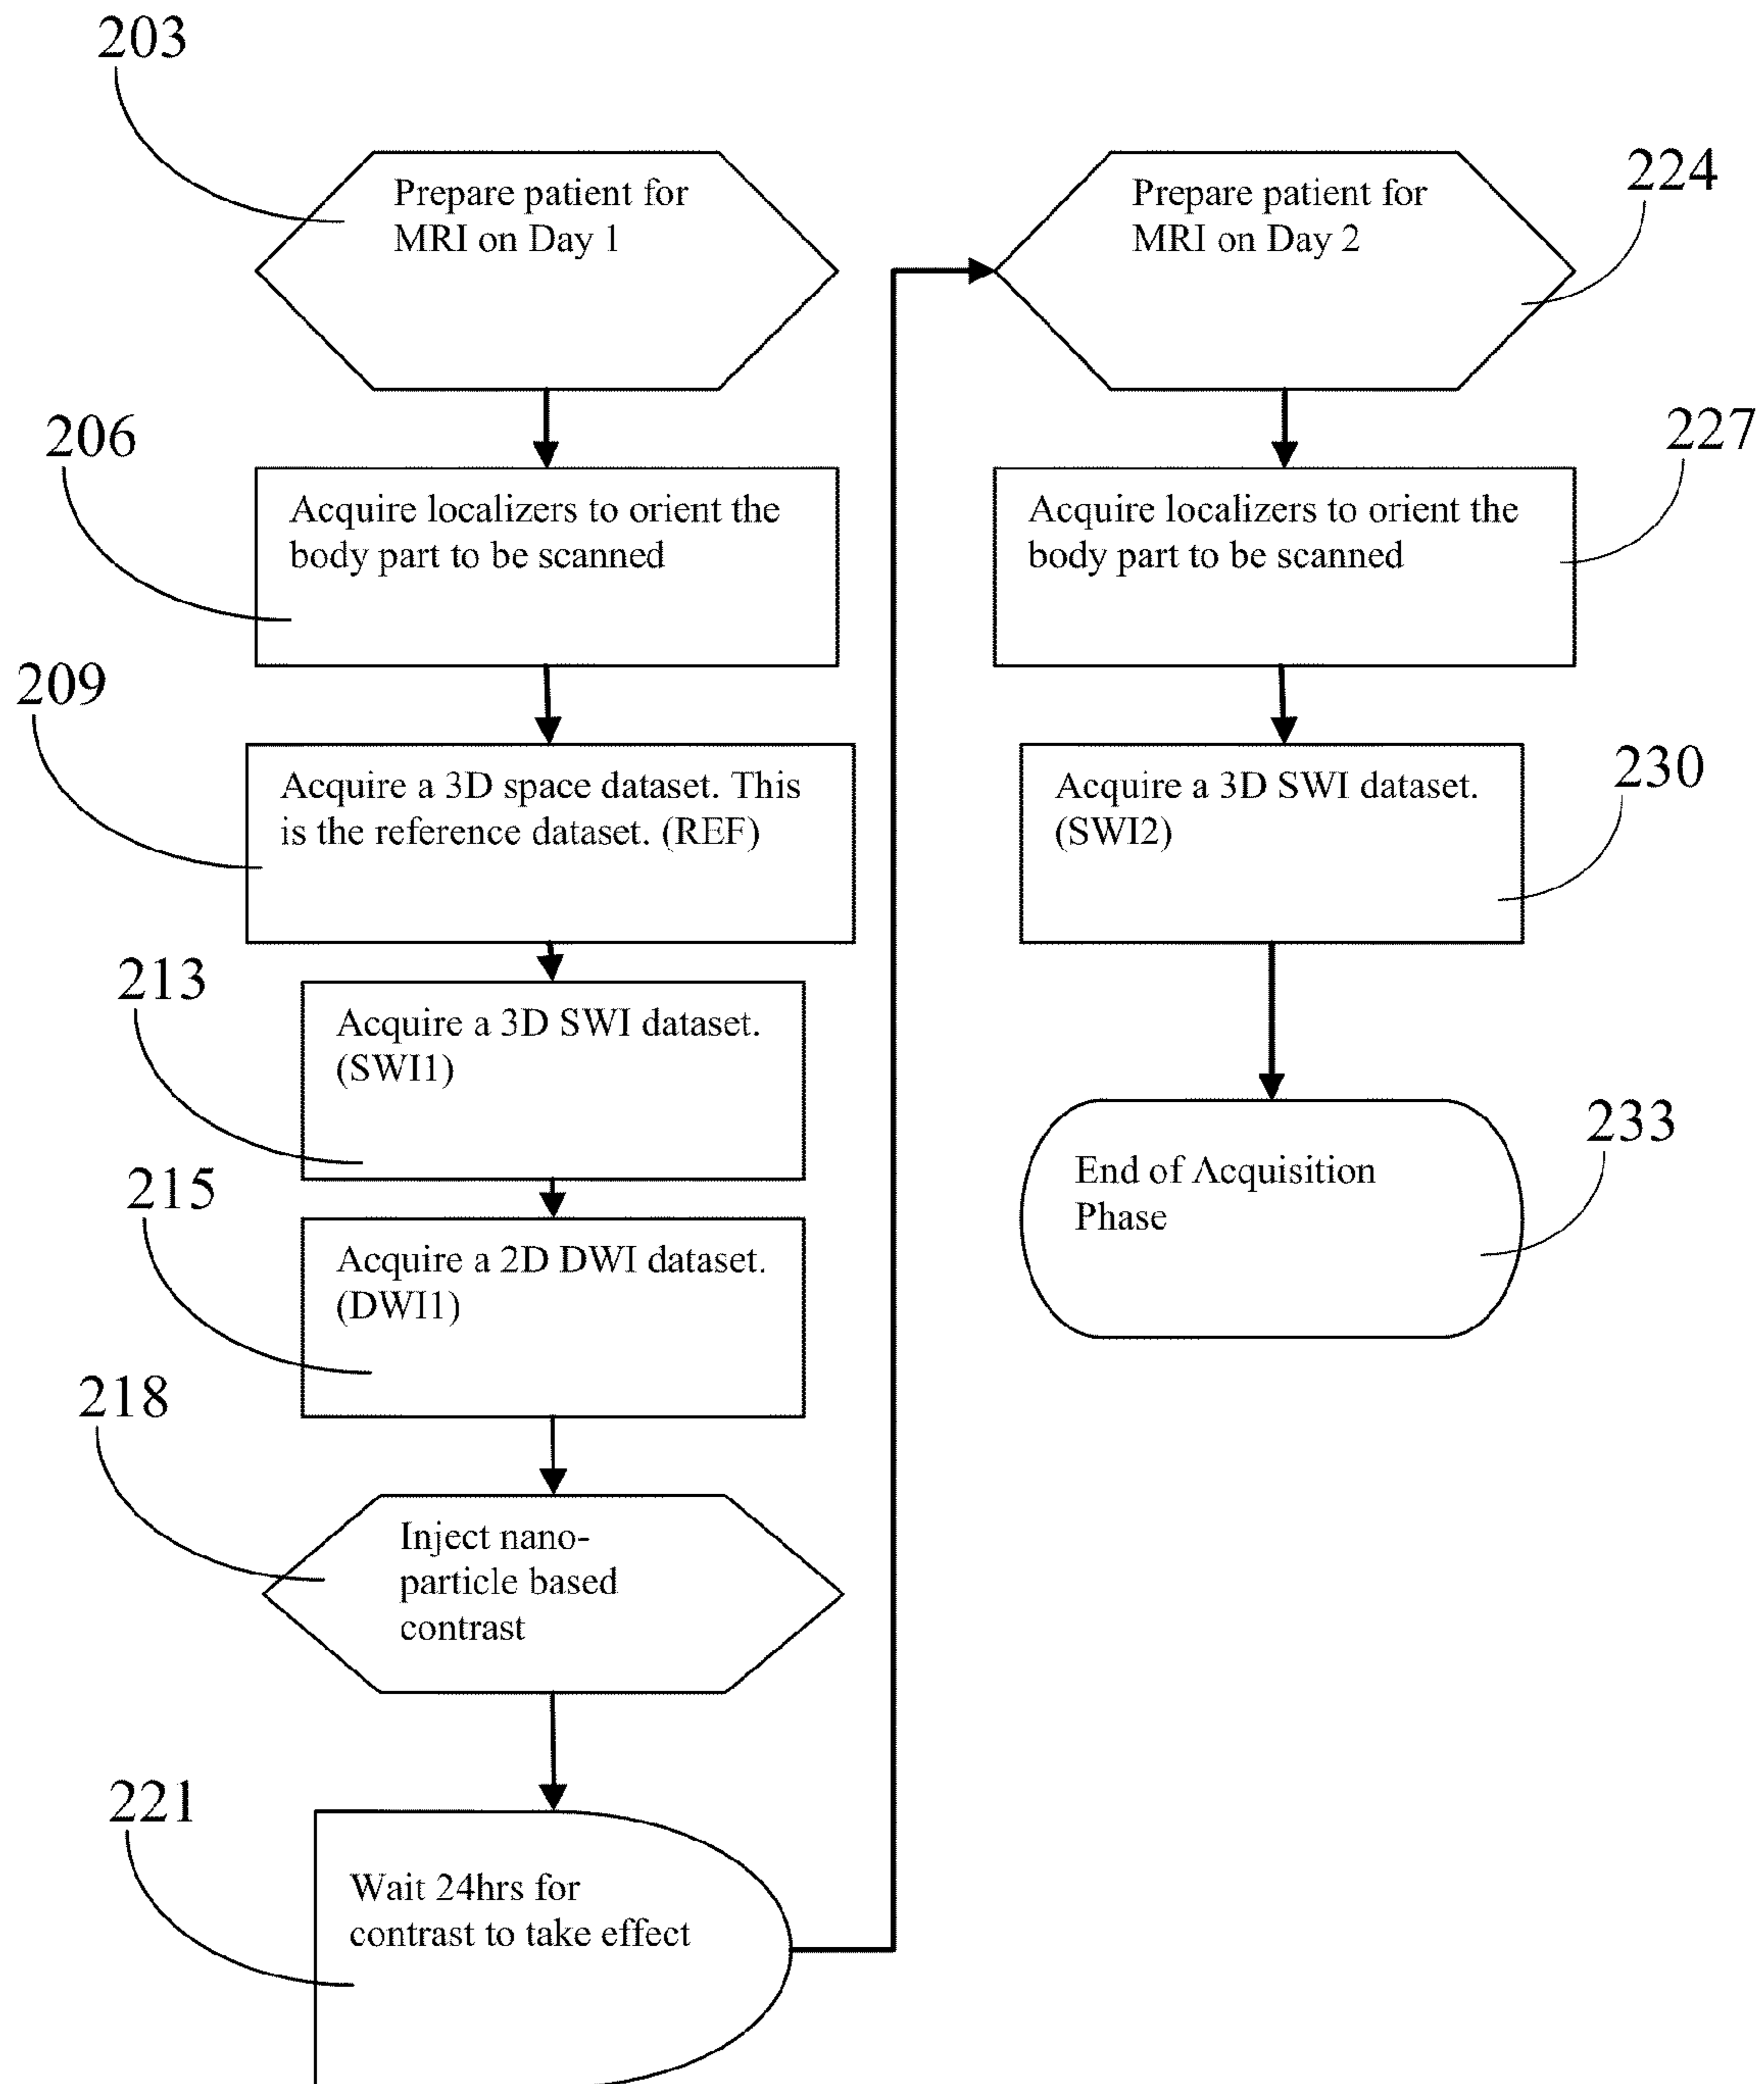 203
Prepare patient for
MRI on Day 1
206
Acquire localizers to orient the
body part to be scanned
209
Acquire a 3D space dataset. This
is the reference dataset. (REF)
213
Acquire a 3D SWI dataset.
(SWI1)
215
Acquire a 2D DWI dataset.
(DWI1)
218
Inject nano-
particle based
contrast
221
Wait 24hrs for
contrast to take effect
224
Prepare patient for
MRI on Day 2
227
Acquire localizers to orient the
body part to be scanned
230
Acquire a 3D SWI dataset.
(SWI2)
233
End of Acquisition
Phase